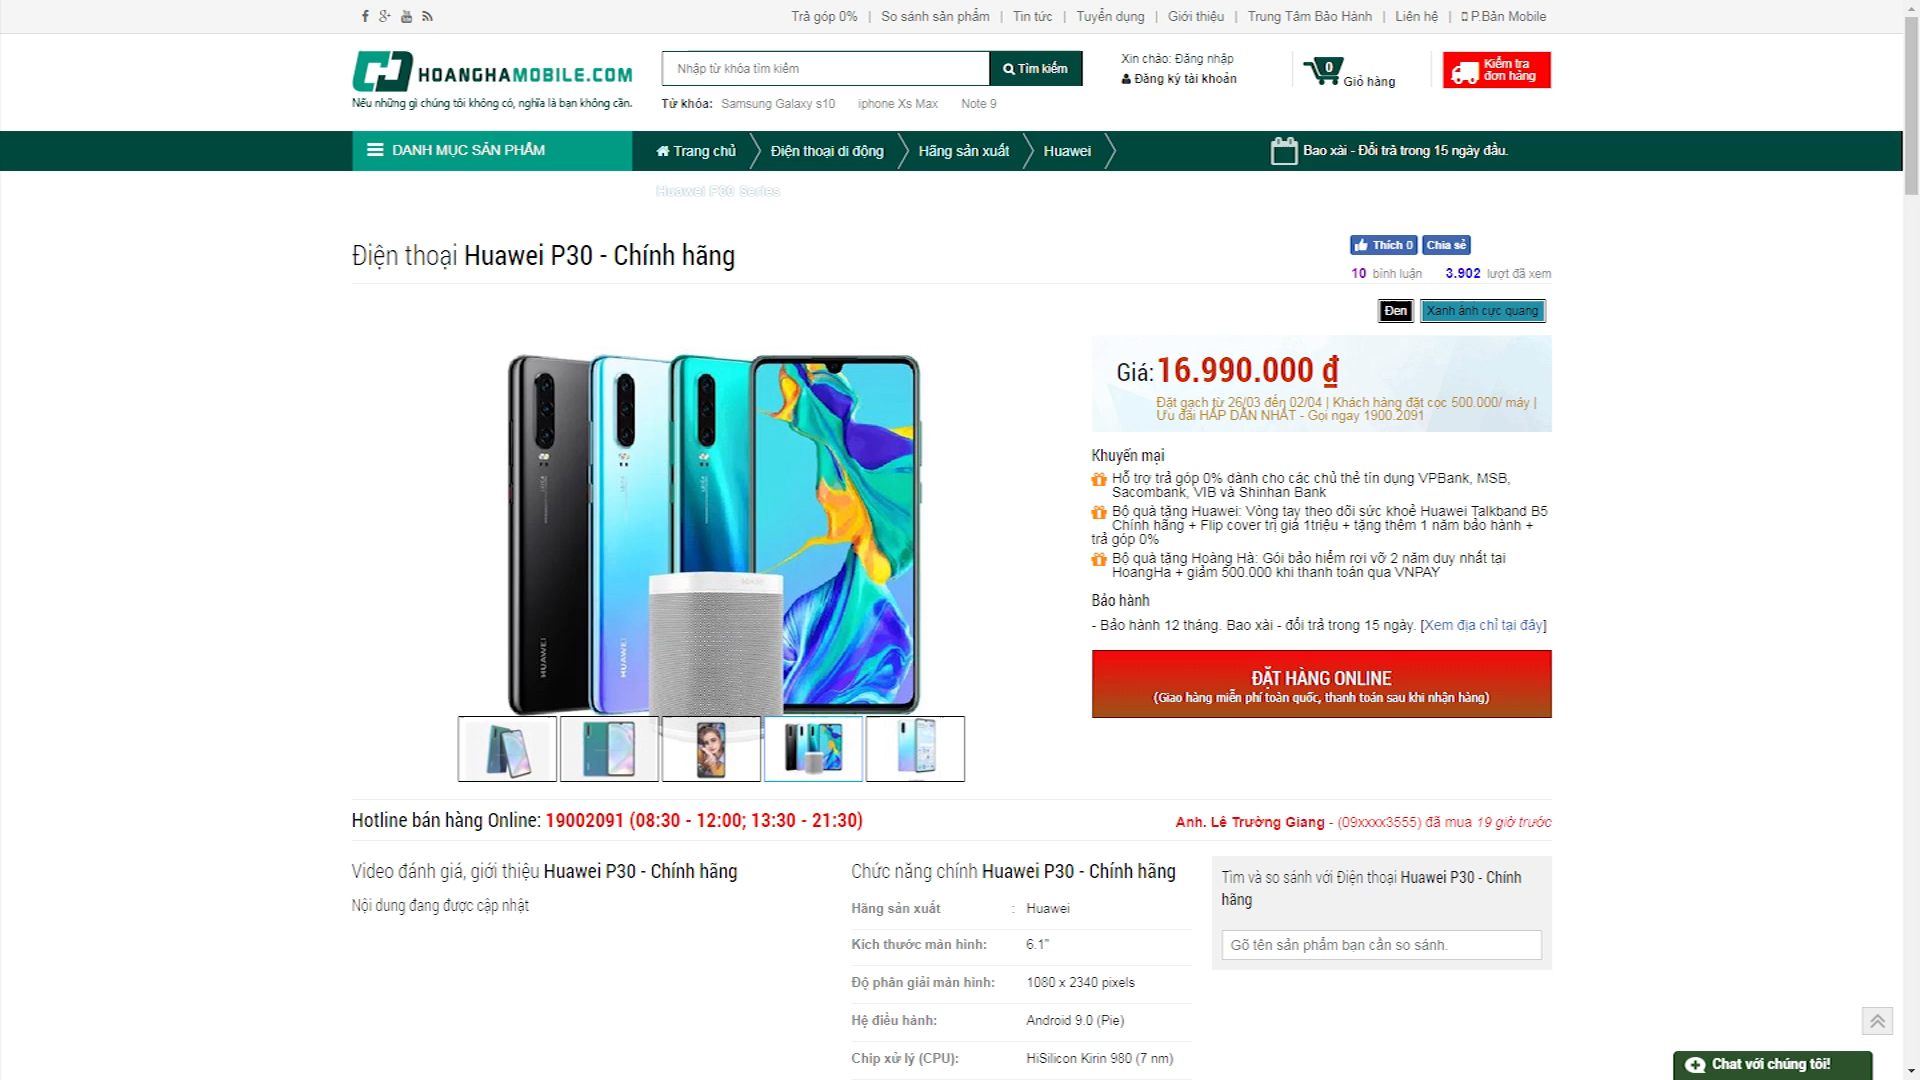 Trả góp 0% | So sánh sản phẩm | Tin tức | Tuyển dụng | Giới thiệu | Trung Tâm Bảo Hành | Liên hệ | P.Bản Mobile
HOANGHAMOBILE.COM
Nếu những gì chúng tôi không có, nghĩa là bạn không cần.
Nhập từ khóa tìm kiếm
Tìm kiếm
Từ khóa: Samsung Galaxy s10 iphone Xs Max Note 9
Xin chào: Đăng nhập
Đăng ký tài khoản
0 Giỏ hàng
Kiểm tra
đơn hàng
DANH MỤC SẢN PHẨM
Trang chủ Điện thoại di động Hãng sản xuất Huawei
Bao xài - Đổi trả trong 15 ngày đầu.
Huawei P30 Series
Điện thoại Huawei P30 - Chính hãng
Thích 0 Chia sẻ
10 bình luận 3.902 lượt đã xem
Đen Xanh ánh cực quang
Giá: 16.990.000 ₫
Đặt gạch từ 26/03 đến 02/04 | Khách hàng đặt cọc 500.000/ máy |
Ưu đãi HẤP DẪN NHẤT - Gọi ngay 1900.2091
Khuyến mại
Hỗ trợ trả góp 0% dành cho các chủ thẻ tín dụng VPBank, MSB,
Sacombank, VIB và Shinhan Bank
Bộ quà tặng Huawei: Vòng tay theo dõi sức khoẻ Huawei Talkband B5
Chính hãng + Flip cover trị giá 1triệu + tặng thêm 1 năm bảo hành +
trả góp 0%
Bộ quà tặng Hoàng Hà: Gói bảo hiểm rơi vỡ 2 năm duy nhất tại
HoangHa + giảm 500.000 khi thanh toán qua VNPAY
Bảo hành
- Bảo hành 12 tháng. Bao xài - đổi trả trong 15 ngày. [Xem địa chỉ tại đây]
ĐẶT HÀNG ONLINE
(Giao hàng miễn phí toàn quốc, thanh toán sau khi nhận hàng)
HUAWEI
HUAWEI
Hotline bán hàng Online: 19002091 (08:30 - 12:00; 13:30 - 21:30)
Anh. Lê Trường Giang - (09xxxx3555) đã mua 19 giờ trước
Video đánh giá, giới thiệu Huawei P30 - Chính hãng
Nội dung đang được cập nhật
Chức năng chính Huawei P30 - Chính hãng
Hãng sản xuất : Huawei
Kích thước màn hình: 6.1"
Độ phân giải màn hình: 1080 x 2340 pixels
Hệ điều hành: Android 9.0 (Pie)
Chip xử lý (CPU): HiSilicon Kirin 980 (7 nm)
Tìm và so sánh với Điện thoại Huawei P30 - Chính
hãng
Gõ tên sản phẩm bạn cần so sánh.
Chat với chúng tôi!